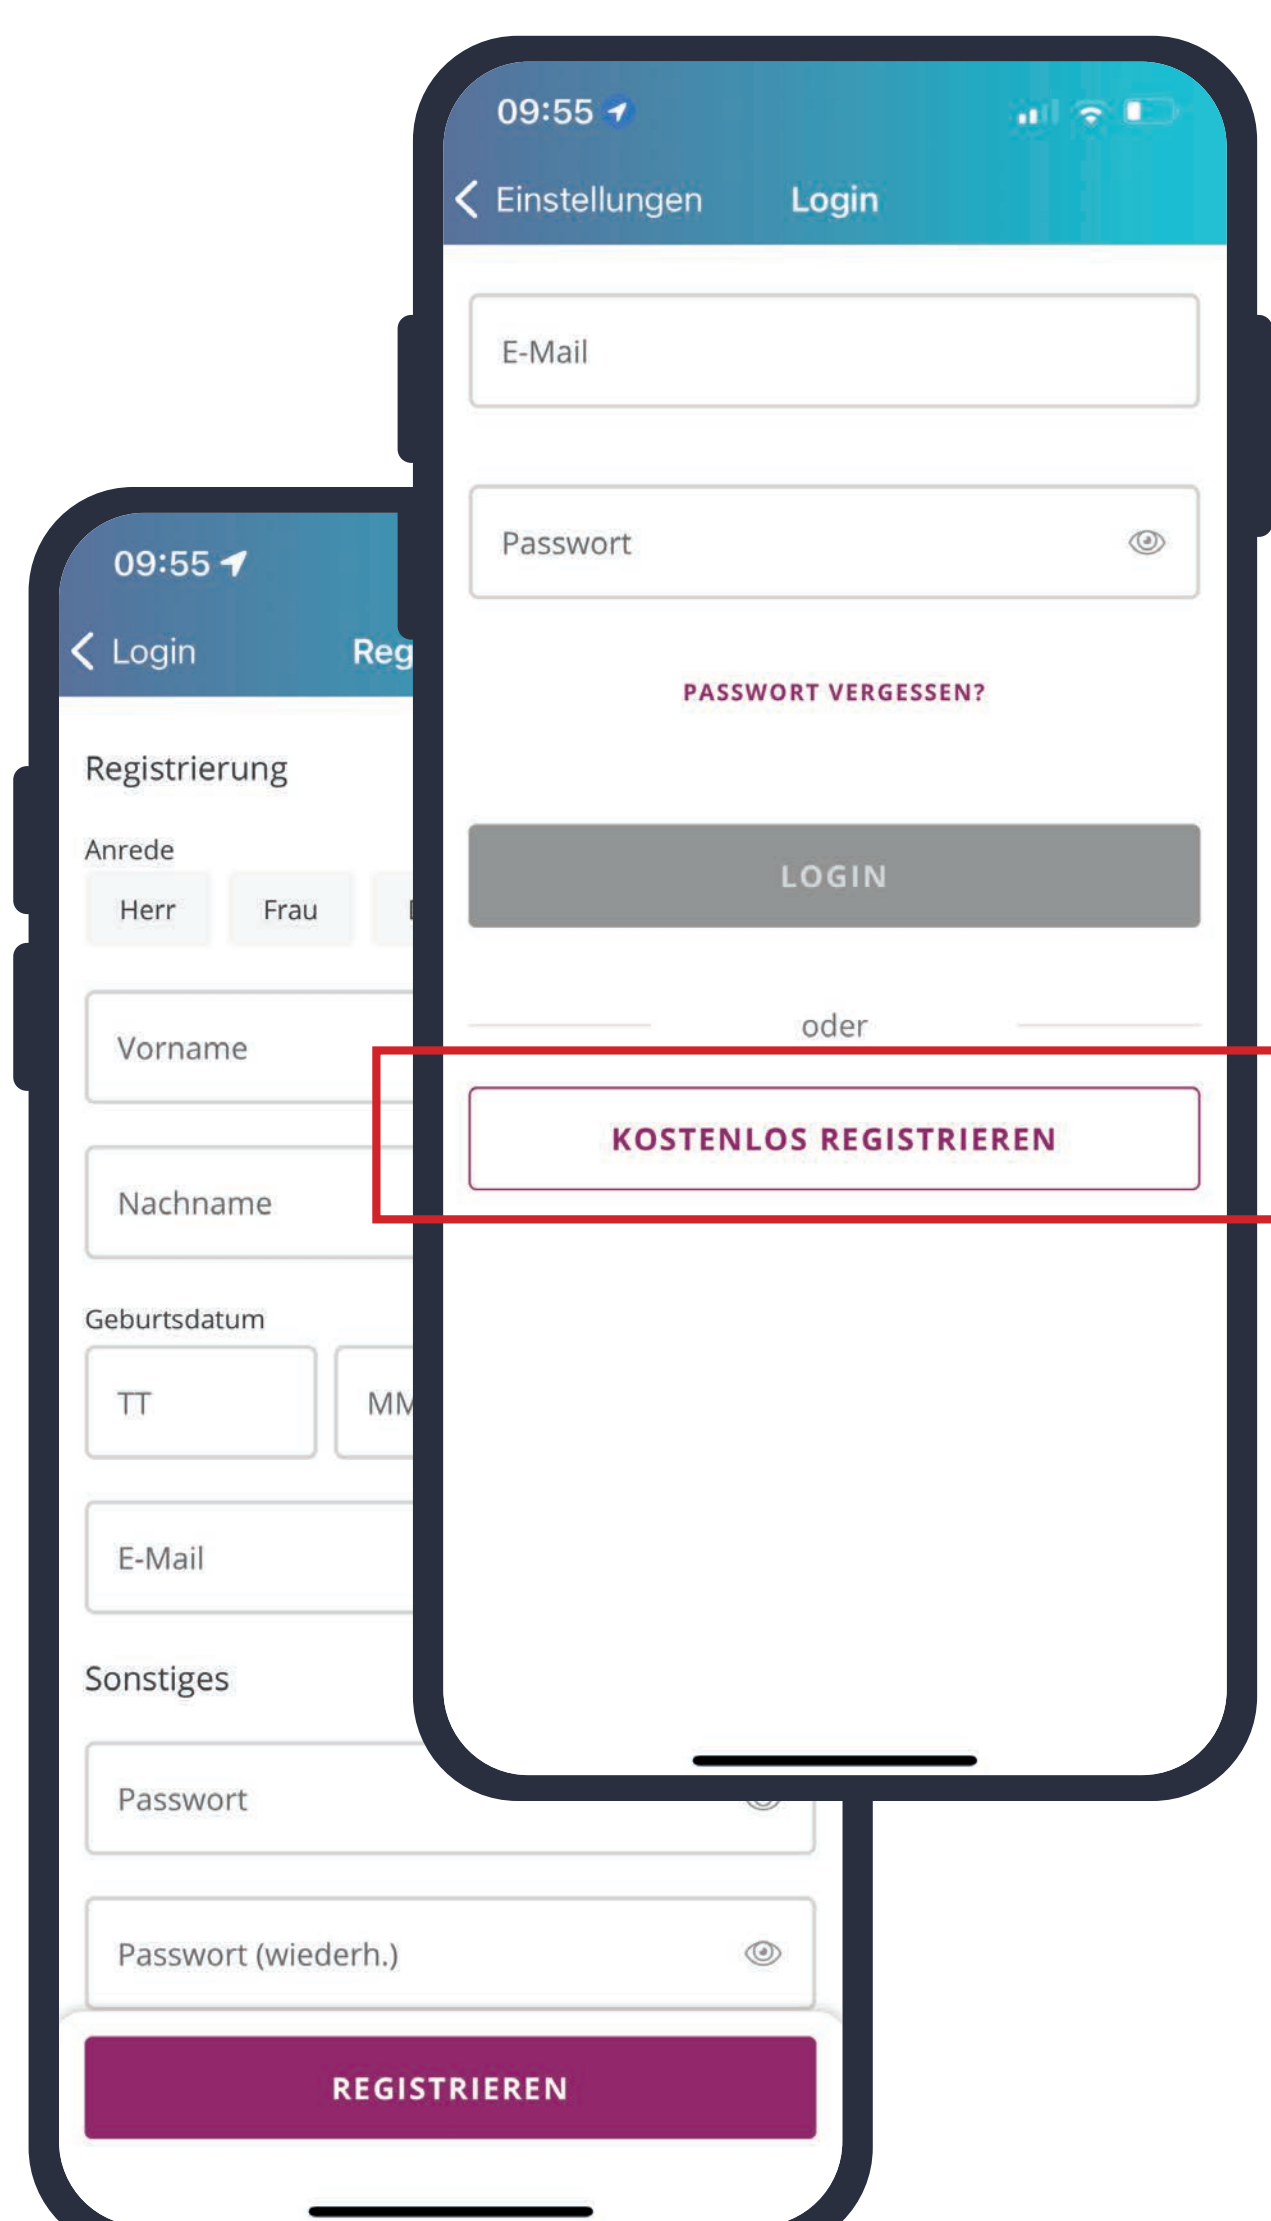 09:55
Einstellungen Login
E-Mail
Passwort
PASSWORT VERGESSEN?
LOGIN
oder
KOSTENLOS REGISTRIEREN
09:55
Login Reg
Registrierung
Anrede
Herr Frau
Vorname
Nachname
Geburtsdatum
TT MM
E-Mail
Sonstiges
Passwort
Passwort (wiederh.)
REGISTRIEREN